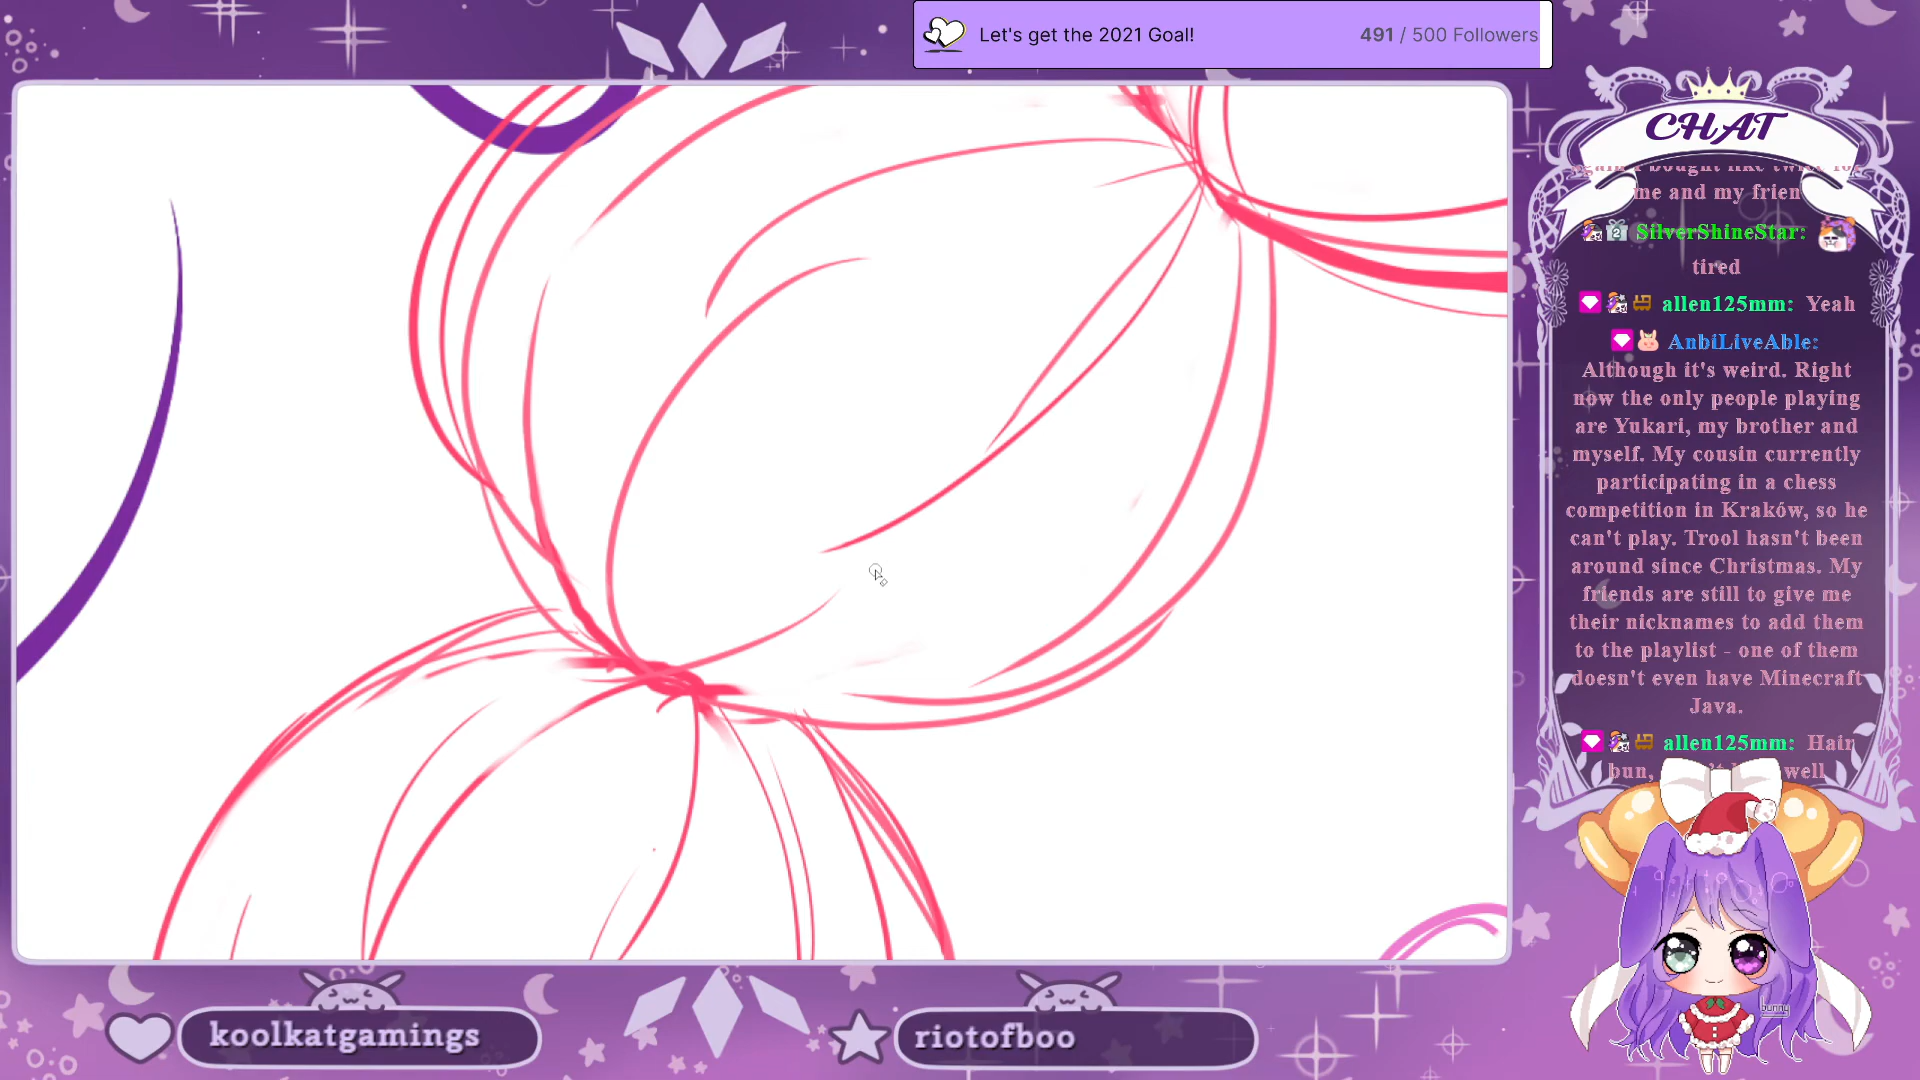 Let's get the 2021 Goal!
491 / 500 Followers
CHAT
me and my frien
SilverShineStar:
tired
allen125mm: Yeah
AnbiLiveAble:
Although it's weird. Right
now the only people playing
are Yukari, my brother and
myself. My cousin currently
participating in a chess
competition in Kraków, so he
can't play. Trool hasn't been
around since Christmas. My
friends are still to give me
their nicknames to add them
to the playlist - one of them
doesn't even have Minecraft
Java.
allen125mm: Hair
bun, well
koolkatgamings
riotofboo
bunny